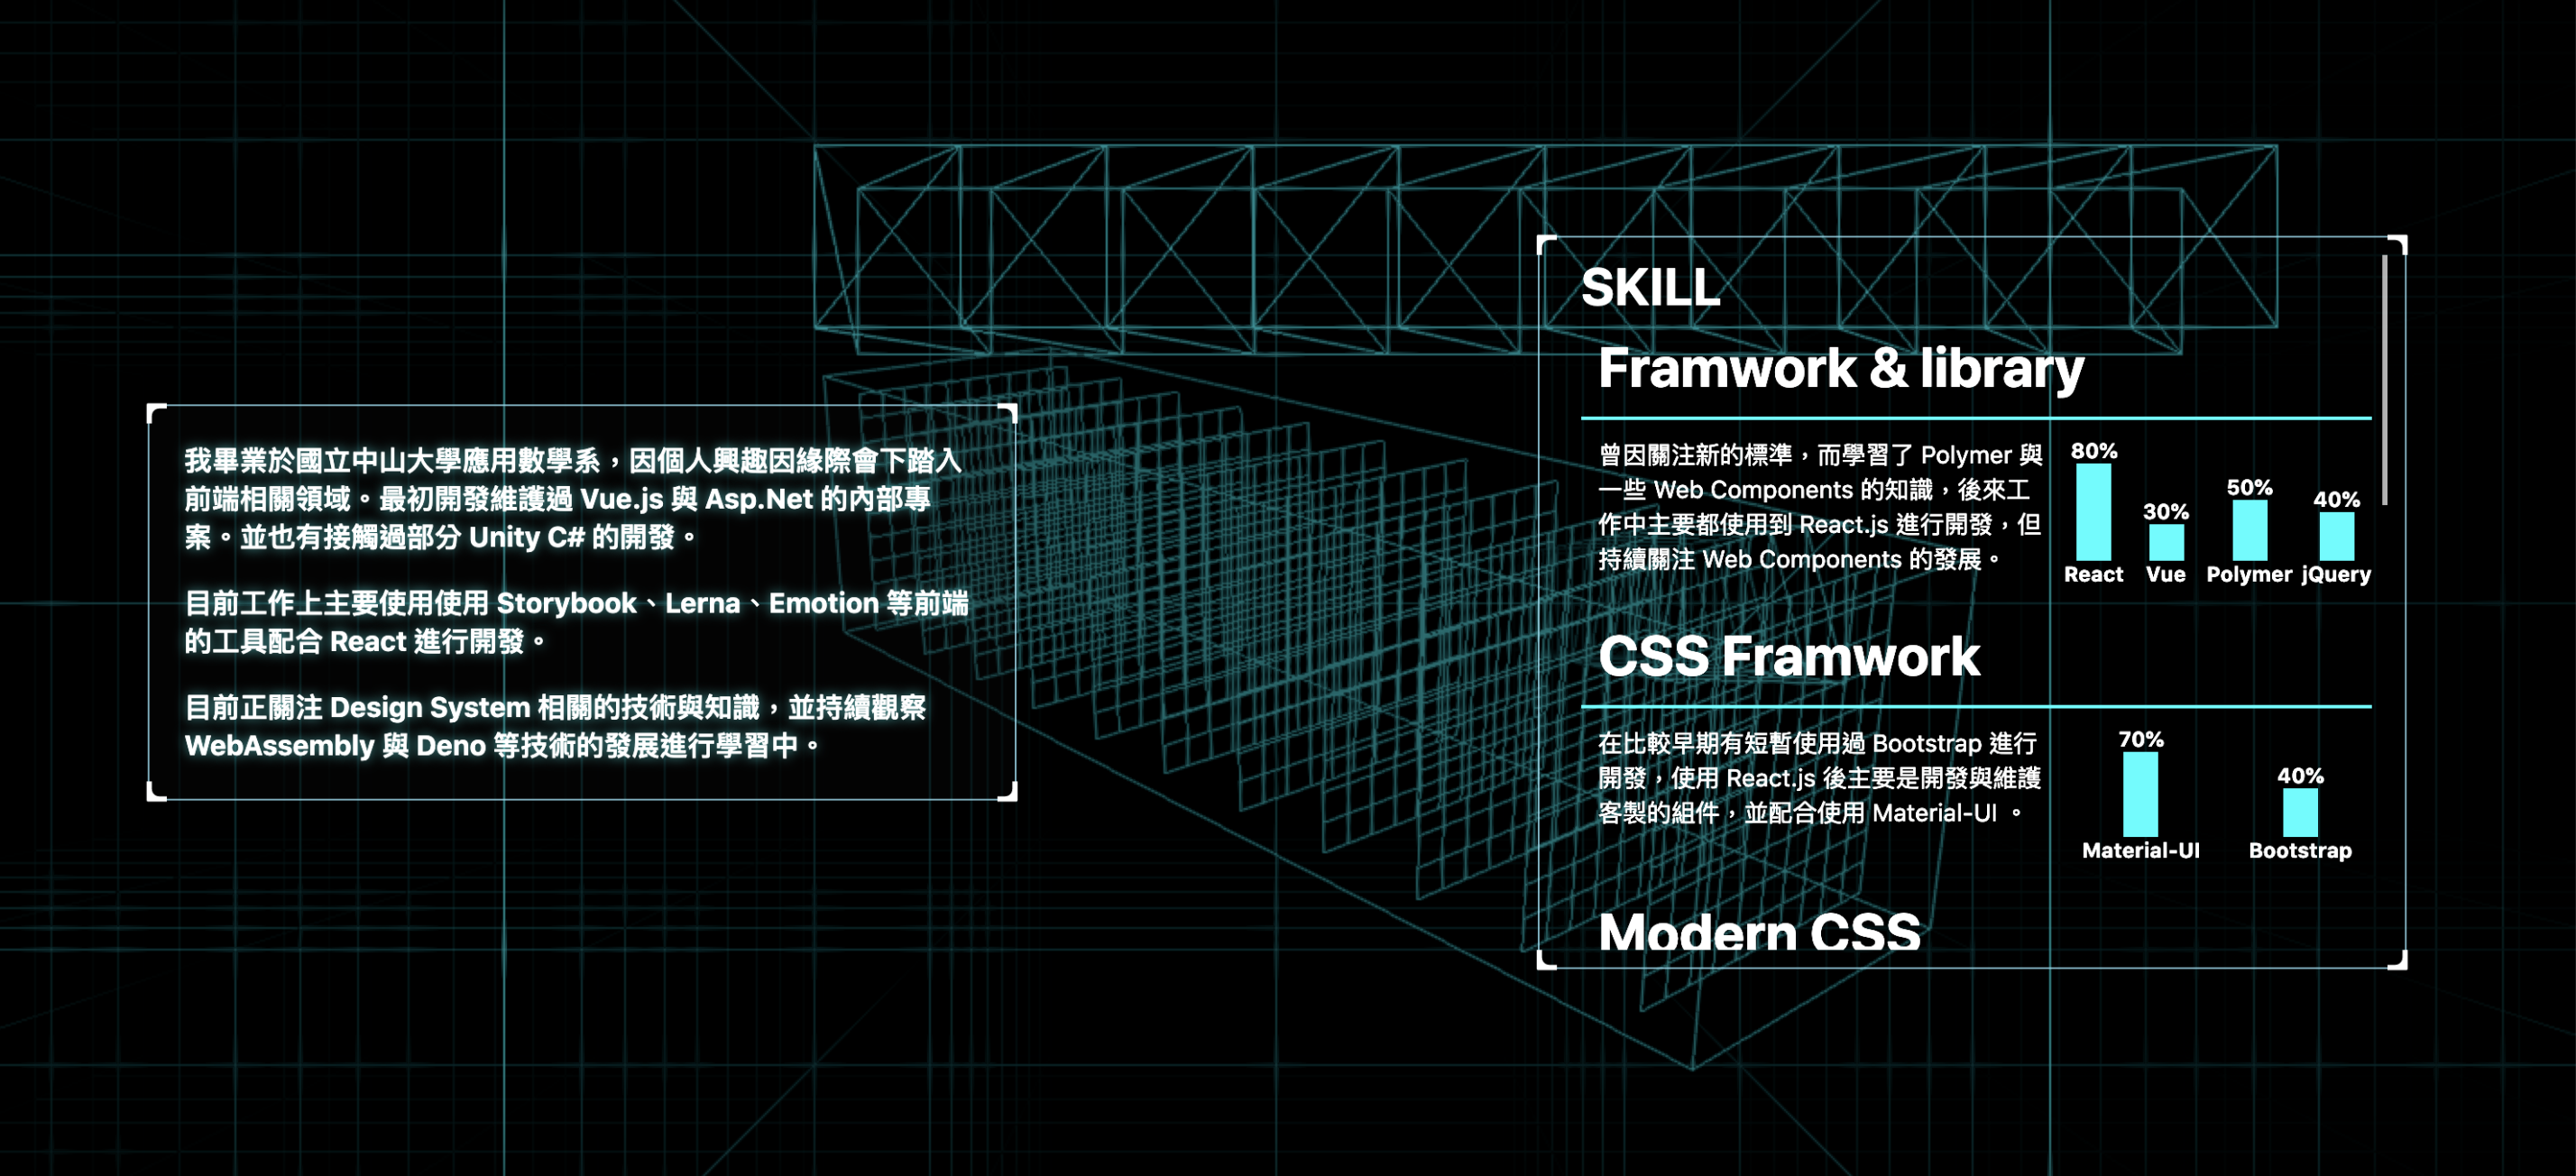 我畢業於國立中山大學應用數學系，因個人興趣因緣際會下踏入
前端相關領域。最初開發維護過 Vue.js 與 Asp.Net 的內部專
案。並也有接觸過部分 Unity C# 的開發。
目前工作上主要使用使用 Storybook、Lerna、Emotion 等前端
的工具配合 React 進行開發。
目前正關注 Design System 相關的技術與知識，並持續觀察
WebAssembly 與 Deno 等技術的發展進行學習中。
SKILL
Framwork & library
曾因關注新的標準，而學習了 Polymer 與
一些 Web Components 的知識，後來工
作中主要都使用到 React.js 進行開發，但
持續關注 Web Components 的發展。
80% 30% 50% 40%
React Vue Polymer jQuery
CSS Framwork
在比較早期有短暫使用過 Bootstrap 進行
開發，使用 React.js 後主要是開發與維護
客製的組件，並配合使用 Material-UI 。
70% 40%
Material-UI Bootstrap
Modern CSS